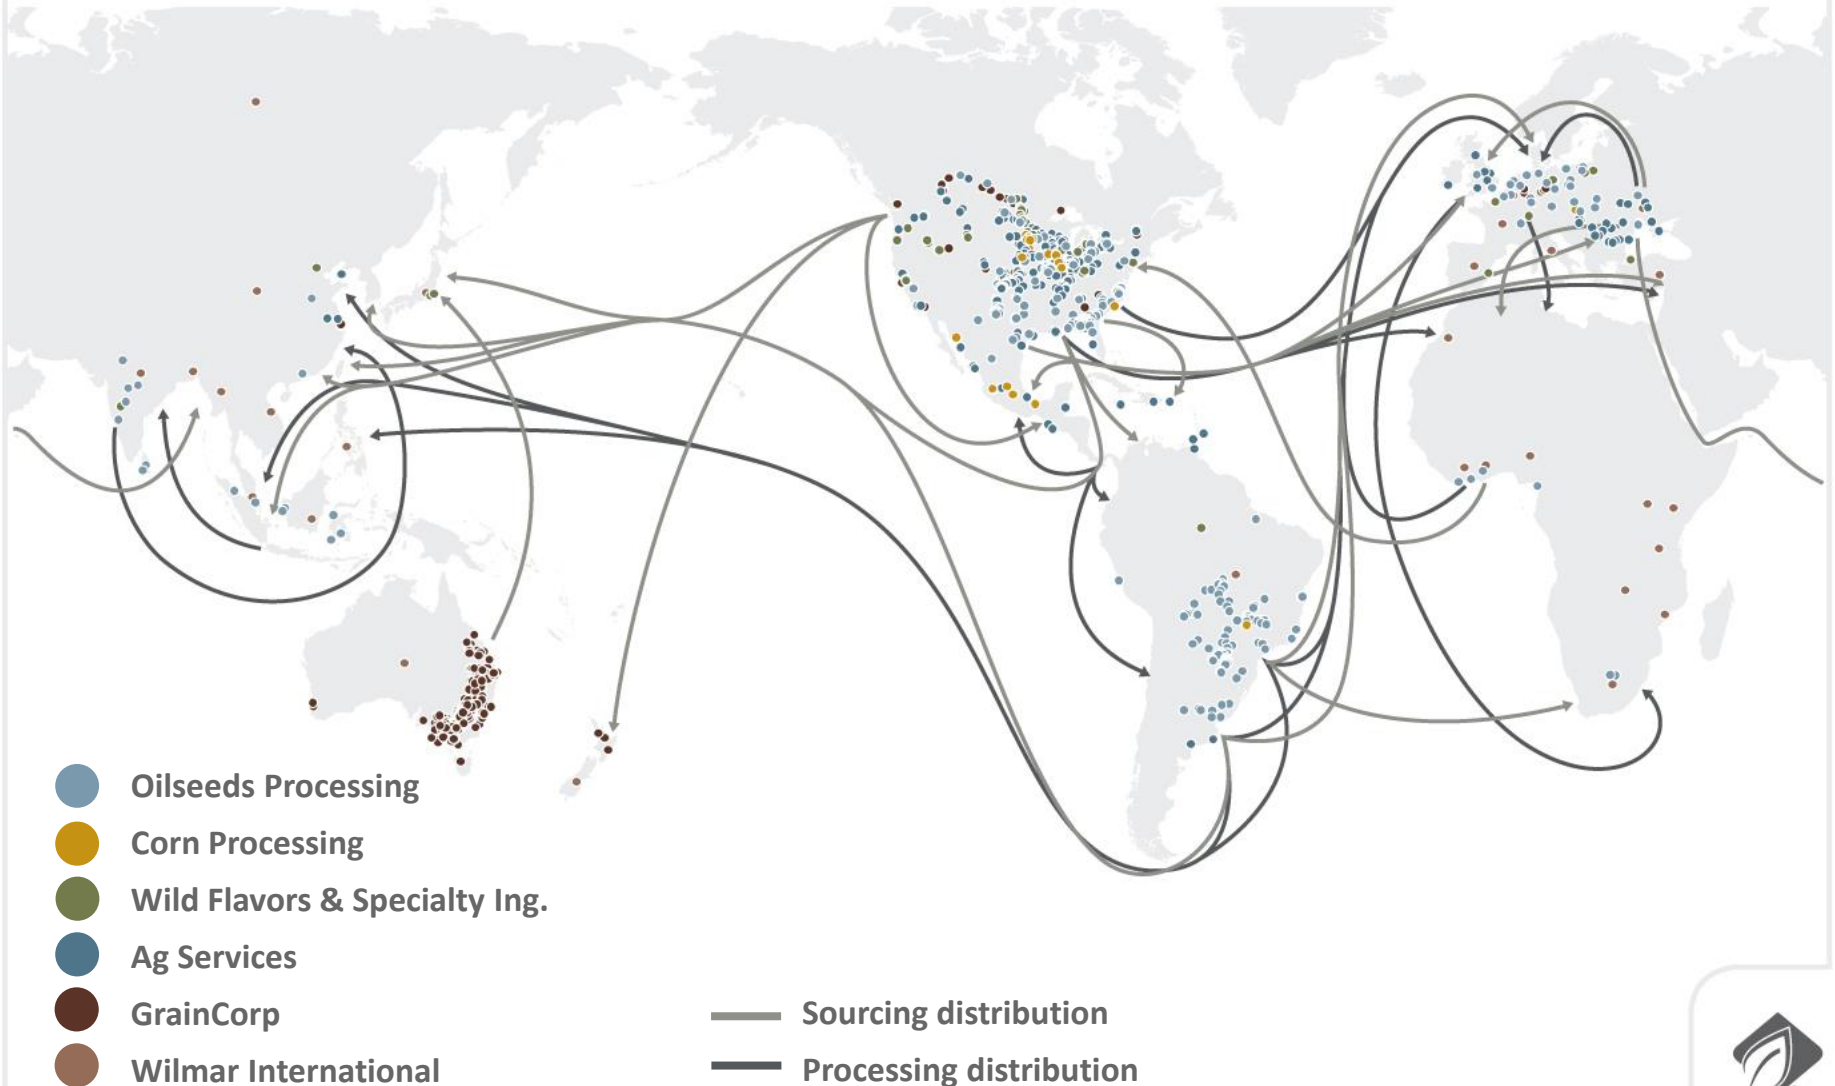 Oilseeds Processing
Corn Processing
Wild Flavors & Specialty Ing.
Ag Services
GrainCorp
Wilmar International
Sourcing distribution
Processing distribution